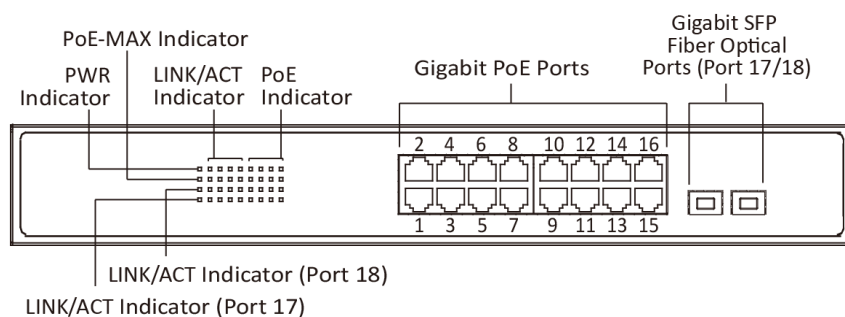 Gigabit SFP
Fiber Optical
Ports (Port 17/18)
PoE-MAX Indicator
PWR
Indicator
LINK/ACT
Indicator
PoE
Indicator
Gigabit PoE Ports
2 4 6 8 10 12 14 16
1 3 5 7 9 11 13 15
LINK/ACT Indicator (Port 18)
LINK/ACT Indicator (Port 17)